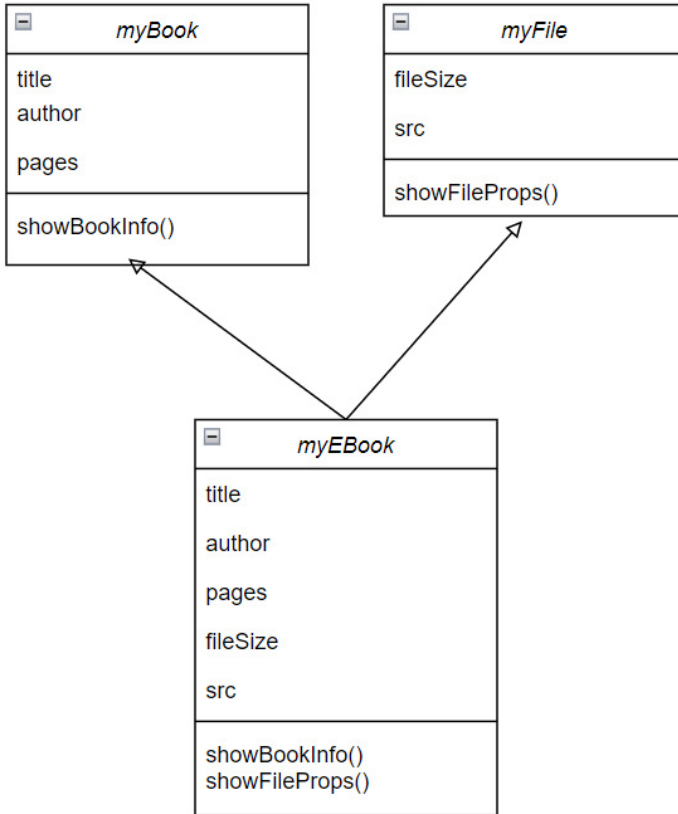 myBook
title
author
pages
showBookInfo()
myFile
fileSize
src
showFileProps()
myEBook
title
author
pages
fileSize
src
showBookInfo()
showFileProps()